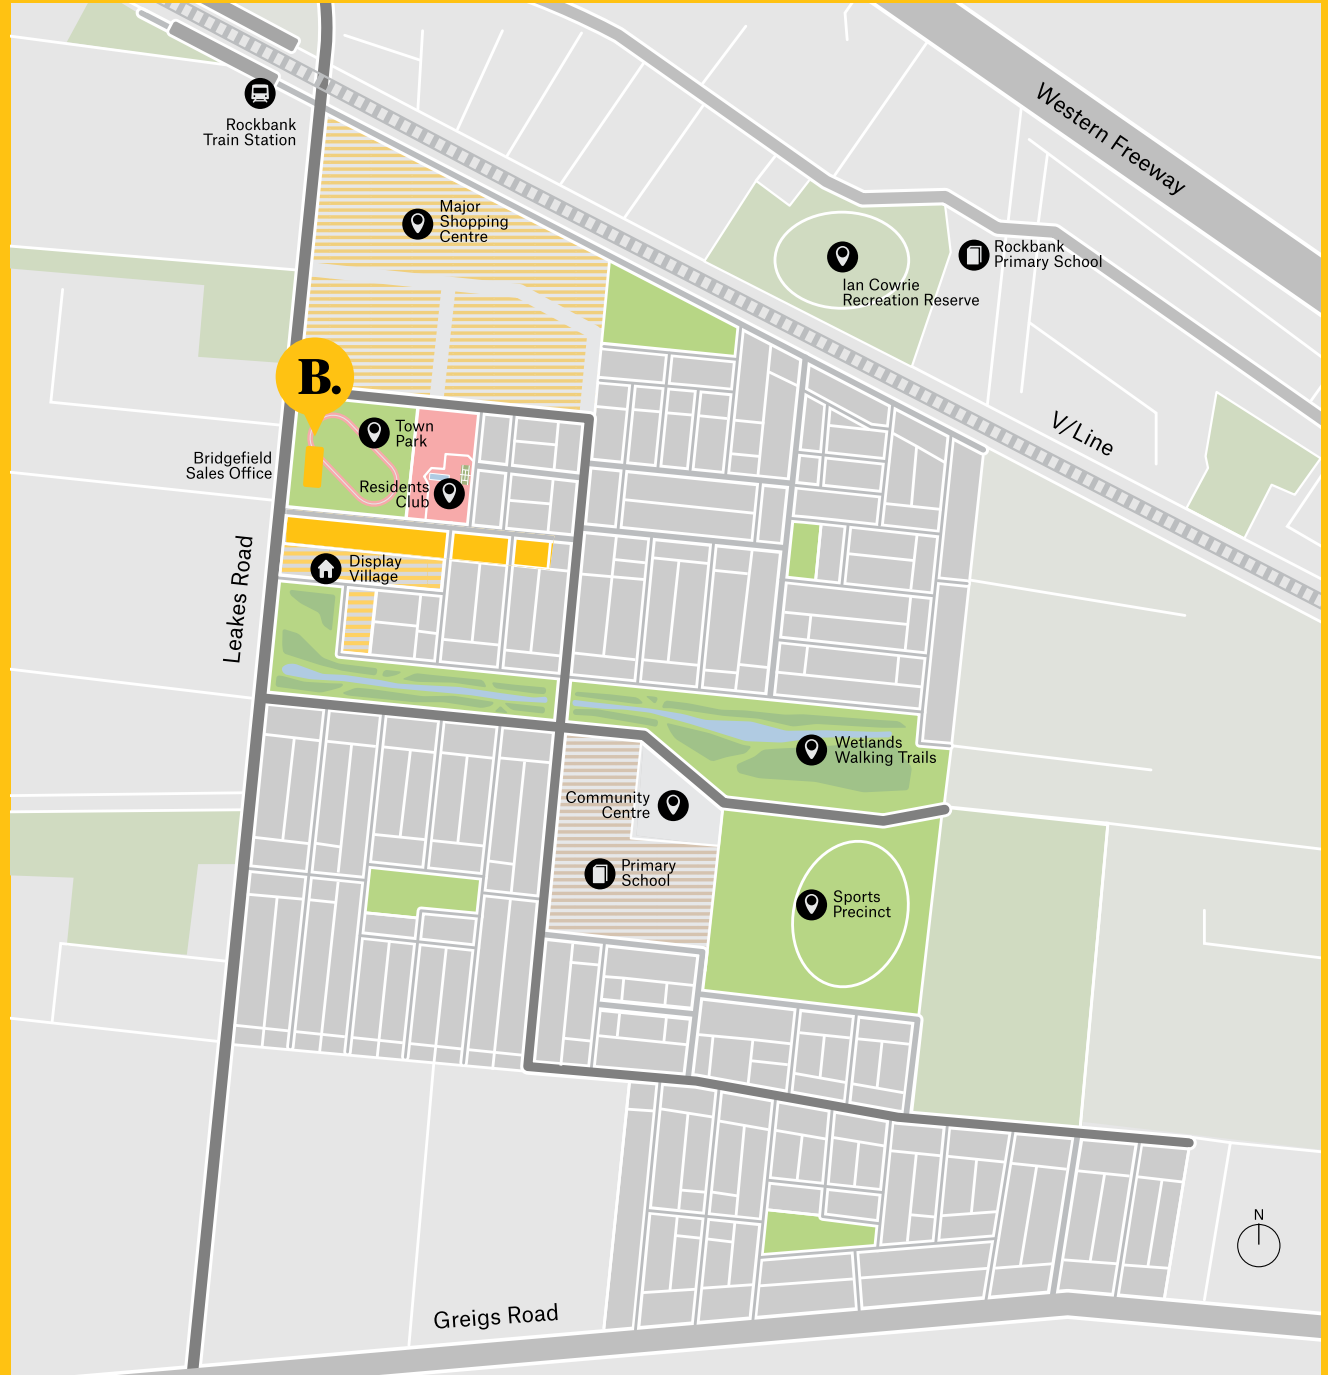 Western Freeway
Rockbank
Train Station
Major
Shopping
Centre
Rockbank
Primary School
Ian Cowrie
Recreation Reserve
B.
V/Line
Town
Park
Bridgefield
Sales Office
Residents
Club
Leakes Road
Display
Village
Wetlands
Walking Trails
Community
Centre
Primary
School
Sports
Precinct
N
Greigs Road